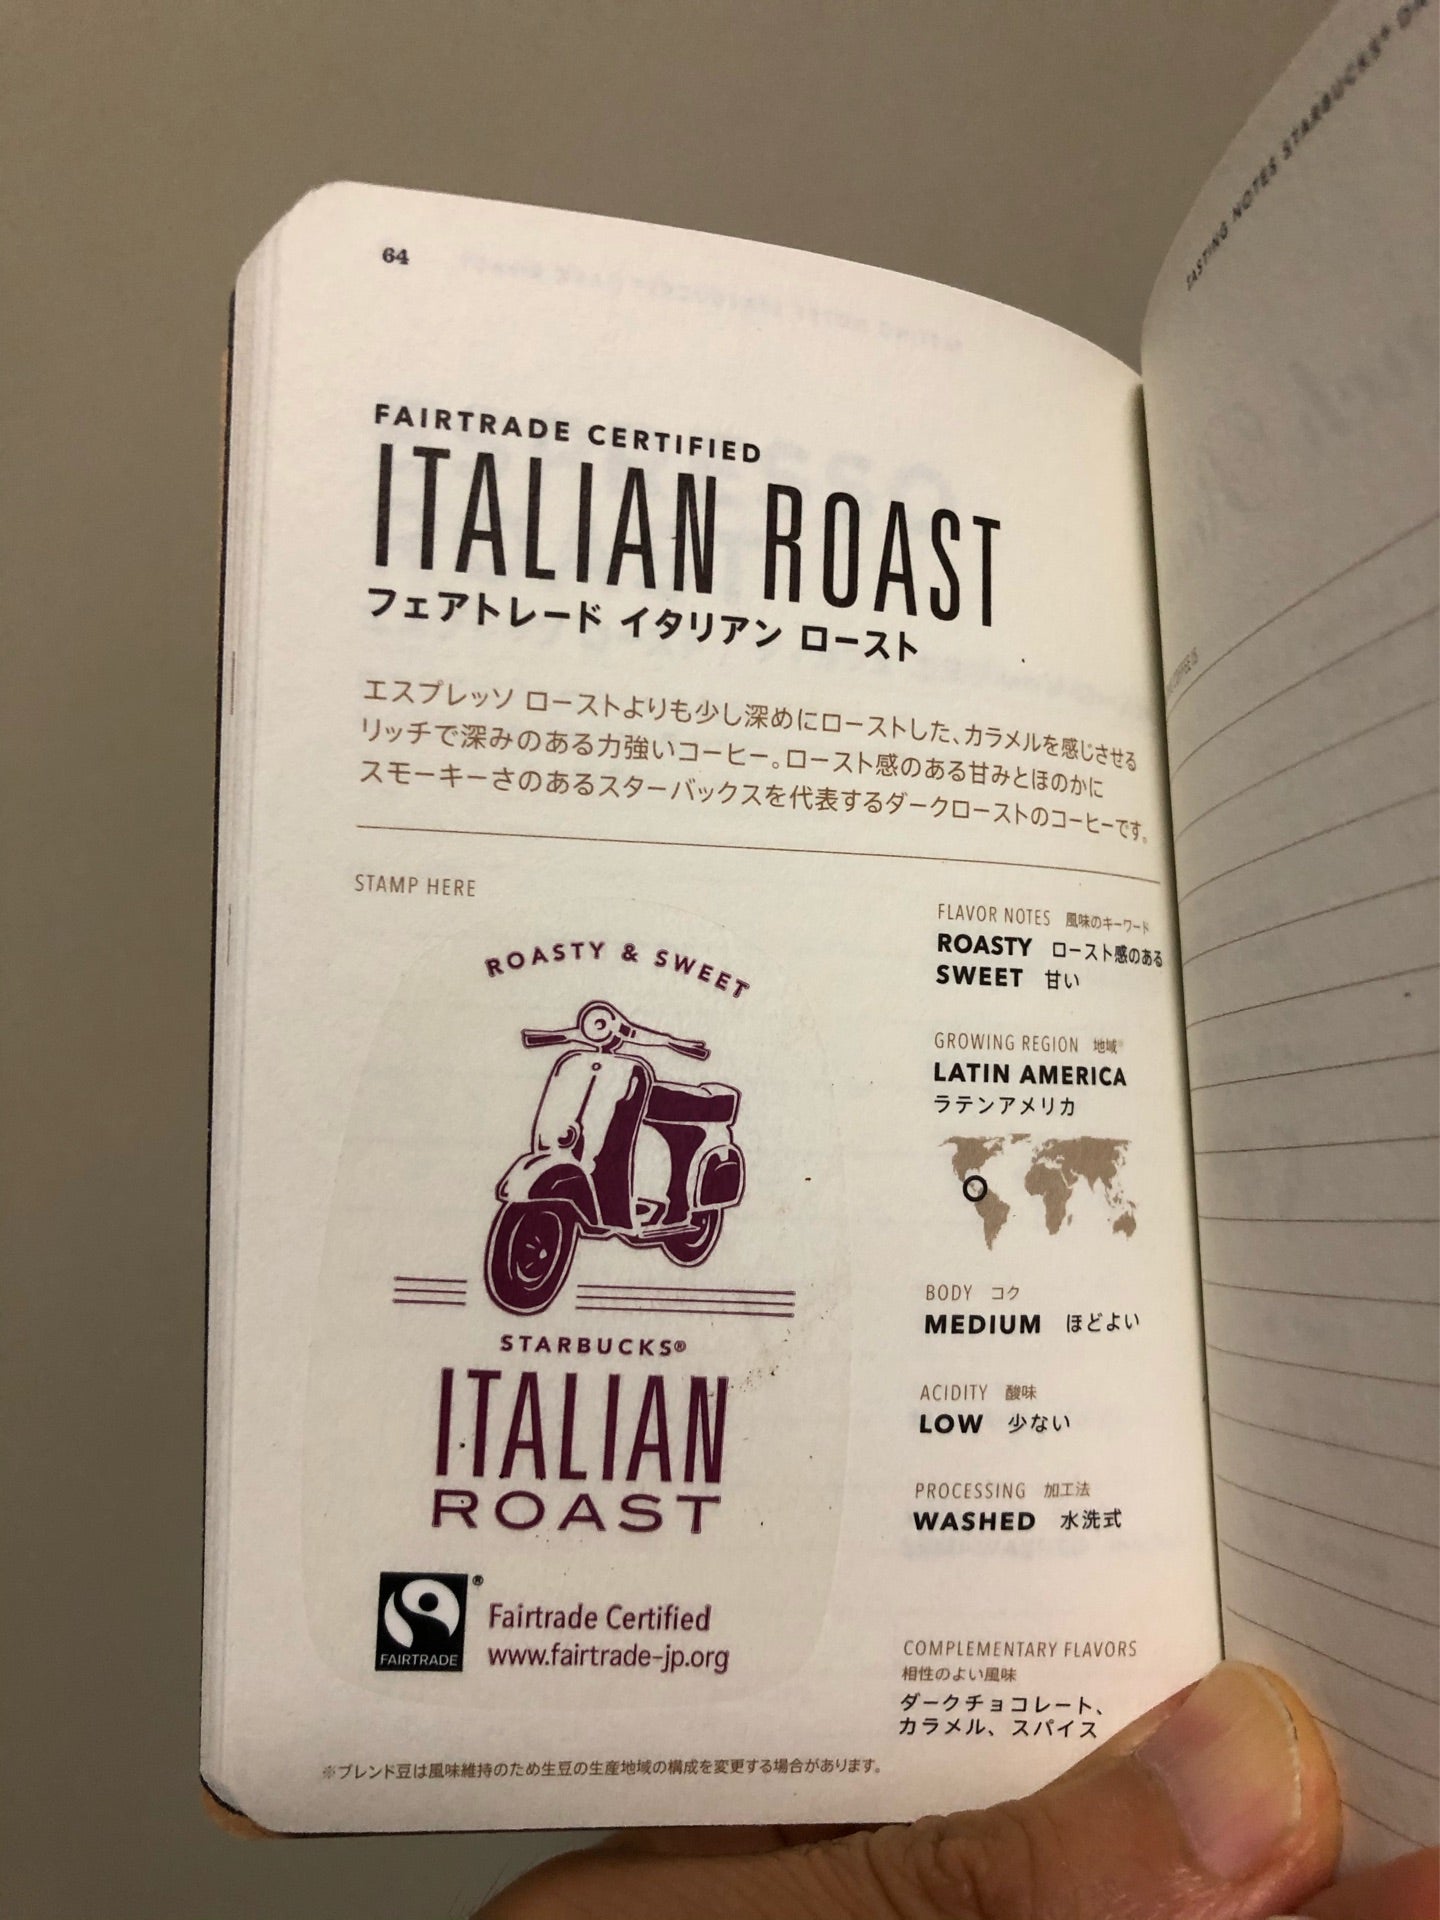 64
FAIRTRADE CERTIFIED
ITALIAN ROAST
フェアトレード イタリアン ロースト
エスプレッソ ローストよりも少し深めにローストした、カラメルを感じさせる
リッチで深みのある力強いコーヒー。ロースト感のある甘みとほのかに
スモーキーさのあるスターバックスを代表するダークローストのコーヒーです。
STAMP HERE
ROASTY & SWEET
STARBUCKS®
ITALIAN
ROAST
FAIRTRADE
®
Fairtrade Certified
www.fairtrade-jp.org
FLAVOR NOTES 風味のキーワード
ROASTY ロースト感のある
SWEET 甘い
GROWING REGION 地域※
LATIN AMERICA
ラテンアメリカ
BODY コク
MEDIUM ほどよい
ACIDITY 酸味
LOW 少ない
PROCESSING 加工法
WASHED 水洗式
COMPLEMENTARY FLAVORS
相性のよい風味
ダークチョコレート、
カラメル、スパイス
※ブレンド豆は風味維持のため生豆の生産地域の構成を変更する場合があります。
TASTING NOTES STARBUCKS®